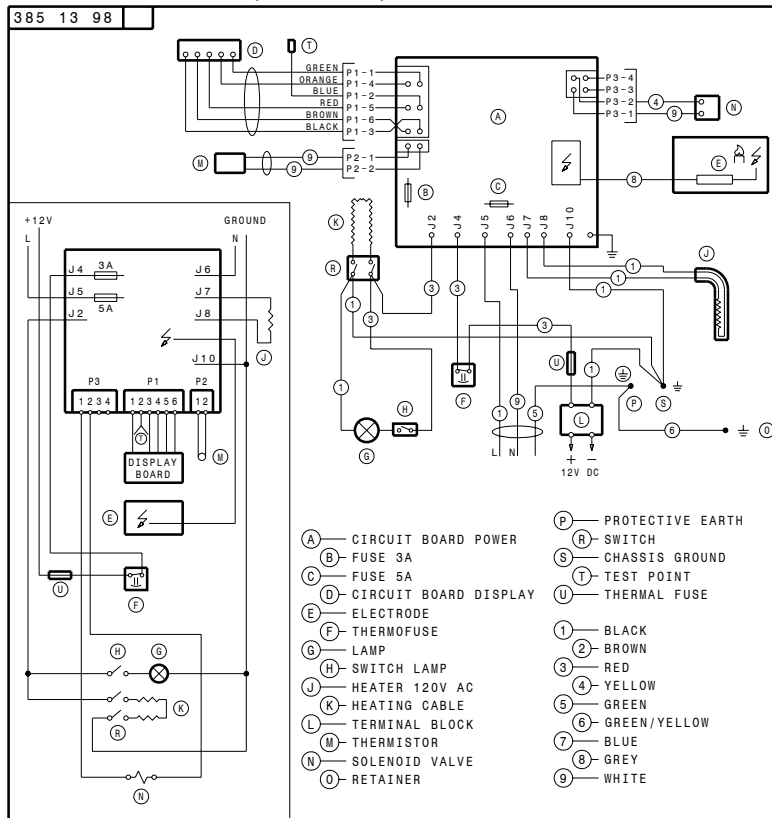 385 13 98
D
T
GREEN P1-1
ORANGE P1-4
BLUE P1-2
RED P1-5
BROWN P1-6
BLACK P1-3
A
P3-4
P3-3
P3-2 4
P3-1 9
N
M
9 P2-1
9 P2-2
B
C
E
8
K
R
J2 J4 J5 J6 J7 J8 J10
1
1
1
J
3 3
1 3
3
U
1
F
P S
1
H
G
1 9 5
L
6
O
L N
+ −
12V DC
+12V GROUND
L N
J4 3A J6
J5 5A J7
J2 J8
J10 J
P3 P1 P2
1234 123456 12
T
M
DISPLAY
BOARD
E
U F
H G
K
R
N
A CIRCUIT BOARD POWER
B FUSE 3A
C FUSE 5A
D CIRCUIT BOARD DISPLAY
E ELECTRODE
F THERMOFUSE
G LAMP
H SWITCH LAMP
J HEATER 120V AC
K HEATING CABLE
L TERMINAL BLOCK
M THERMISTOR
N SOLENOID VALVE
O RETAINER
P PROTECTIVE EARTH
R SWITCH
S CHASSIS GROUND
T TEST POINT
U THERMAL FUSE
1 BLACK
2 BROWN
3 RED
4 YELLOW
5 GREEN
6 GREEN/YELLOW
7 BLUE
8 GREY
9 WHITE